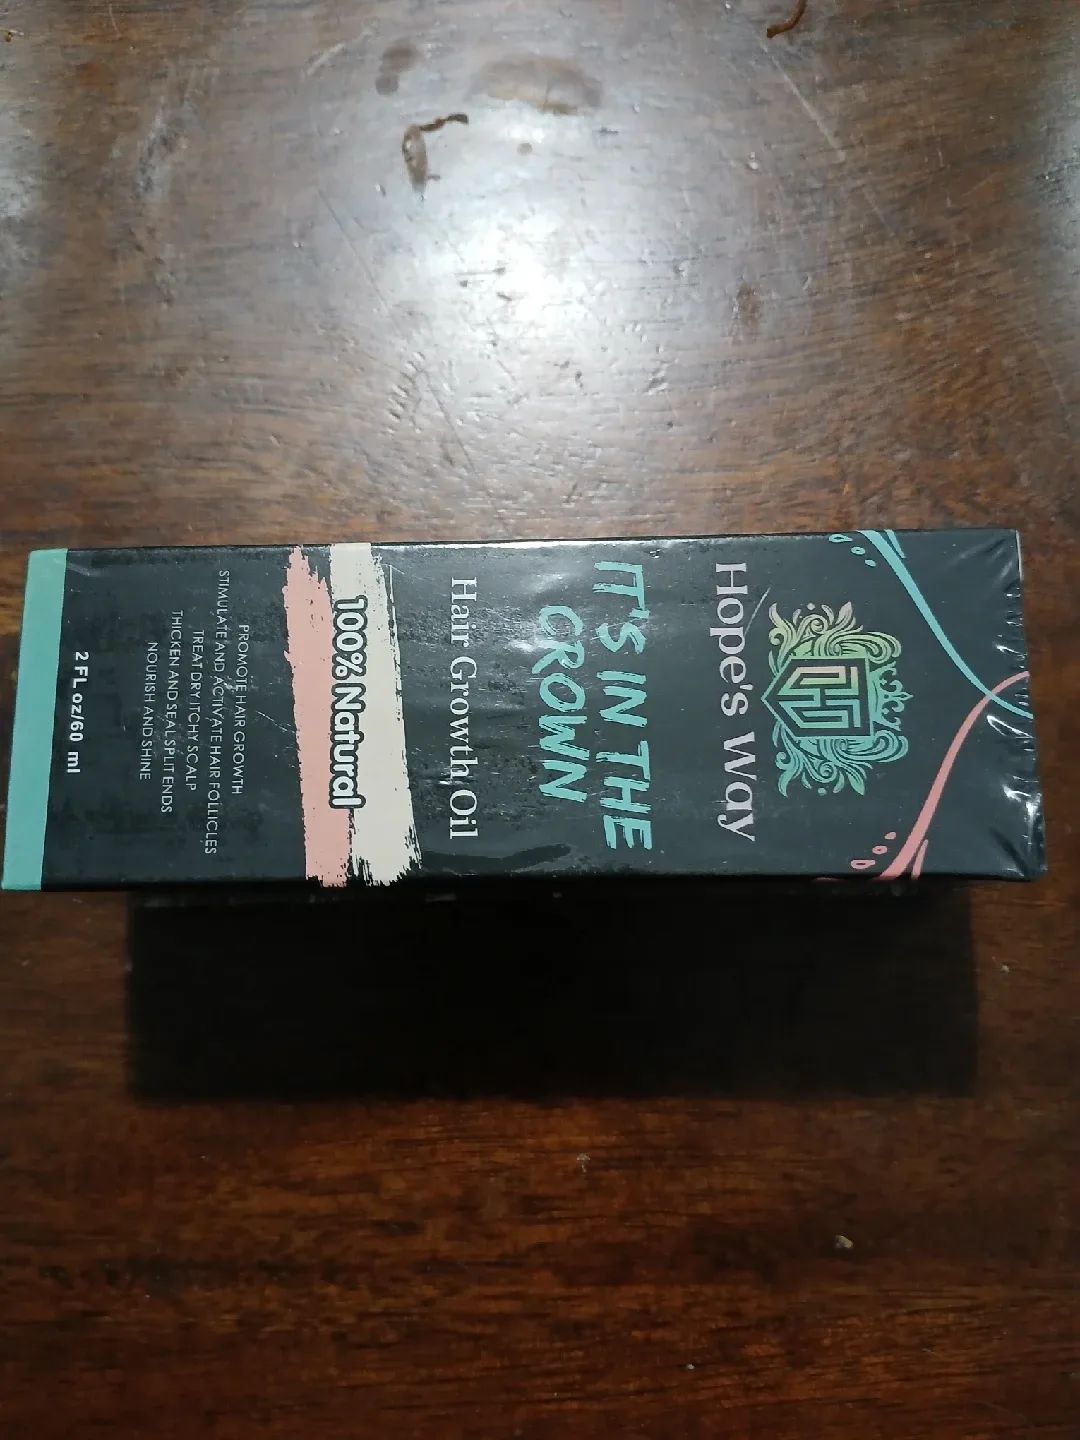 Hope's Way
IT'S IN THE
CROWN
Hair Growth Oil
100% Natural
PROMOTE HAIR GROWTH
STIMULATE AND ACTIVATE HAIR FOLLICLES
TREAT DRY ITCHY SCALP
THICKEN AND SEAL SPLIT ENDS
NOURISH AND SHINE
2 FL oz/60 ml